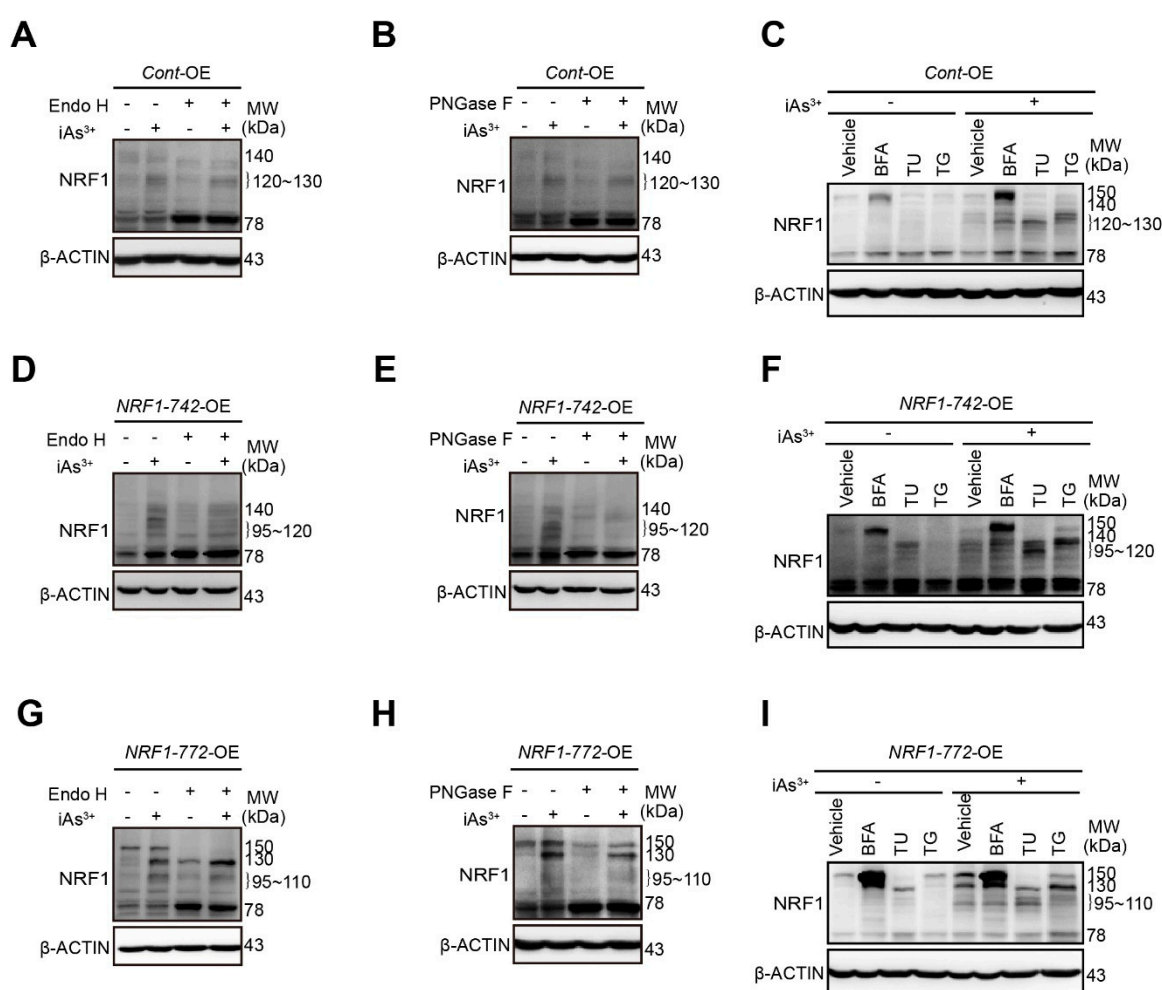 A
Cont-OE
Endo H - - + + MW
iAs³⁺ - + - + (kDa)
NRF1
140
}120~130
78
β-ACTIN 43
B
Cont-OE
PNGase F - - + + MW
iAs³⁺ - + - + (kDa)
NRF1
140
}120~130
78
β-ACTIN 43
C
Cont-OE
iAs³⁺ - +
Vehicle BFA TU TG Vehicle BFA TU TG MW
(kDa)
NRF1
150
140
}120~130
78
β-ACTIN 43
D
NRF1-742-OE
Endo H - - + + MW
iAs³⁺ - + - + (kDa)
NRF1
140
}95~120
78
β-ACTIN 43
E
NRF1-742-OE
PNGase F - - + + MW
iAs³⁺ - + - + (kDa)
NRF1
140
}95~120
78
β-ACTIN 43
F
NRF1-742-OE
iAs³⁺ - +
Vehicle BFA TU TG Vehicle BFA TU TG MW
(kDa)
NRF1
150
140
}95~120
78
β-ACTIN 43
G
NRF1-772-OE
Endo H - - + + MW
iAs³⁺ - + - + (kDa)
NRF1
150
130
}95~110
78
β-ACTIN 43
H
NRF1-772-OE
PNGase F - - + + MW
iAs³⁺ - + - + (kDa)
NRF1
150
130
}95~110
78
β-ACTIN 43
I
NRF1-772-OE
iAs³⁺ - +
Vehicle BFA TU TG Vehicle BFA TU TG MW
(kDa)
NRF1
150
130
}95~110
78
β-ACTIN 43